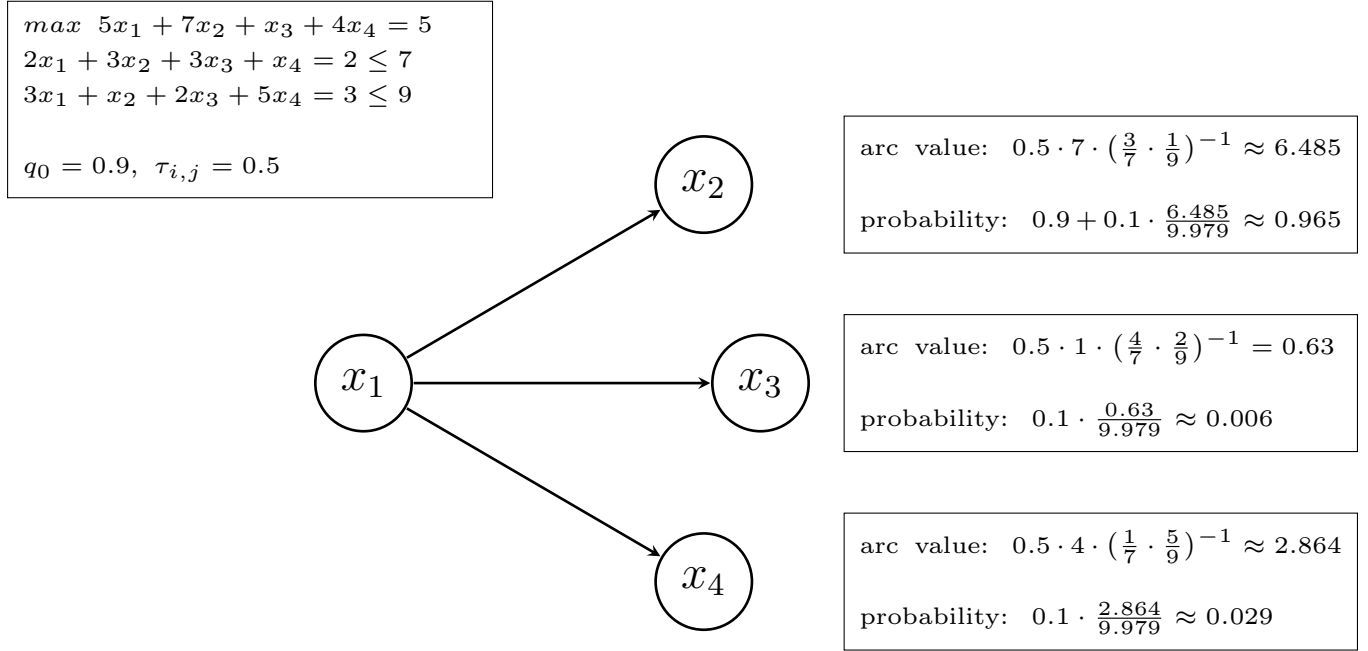 max 5x₁ + 7x₂ + x₃ + 4x₄ = 5
2x₁ + 3x₂ + 3x₃ + x₄ = 2 ≤ 7
3x₁ + x₂ + 2x₃ + 5x₄ = 3 ≤ 9
q₀ = 0.9, τᵢ,ⱼ = 0.5
x₁
x₂
arc value: 0.5 · 7 · (3/7 · 1/9)⁻¹ ≈ 6.485
probability: 0.9 + 0.1 · 6.485/9.979 ≈ 0.965
x₃
arc value: 0.5 · 1 · (4/7 · 2/9)⁻¹ = 0.63
probability: 0.1 · 0.63/9.979 ≈ 0.006
x₄
arc value: 0.5 · 4 · (1/7 · 5/9)⁻¹ ≈ 2.864
probability: 0.1 · 2.864/9.979 ≈ 0.029